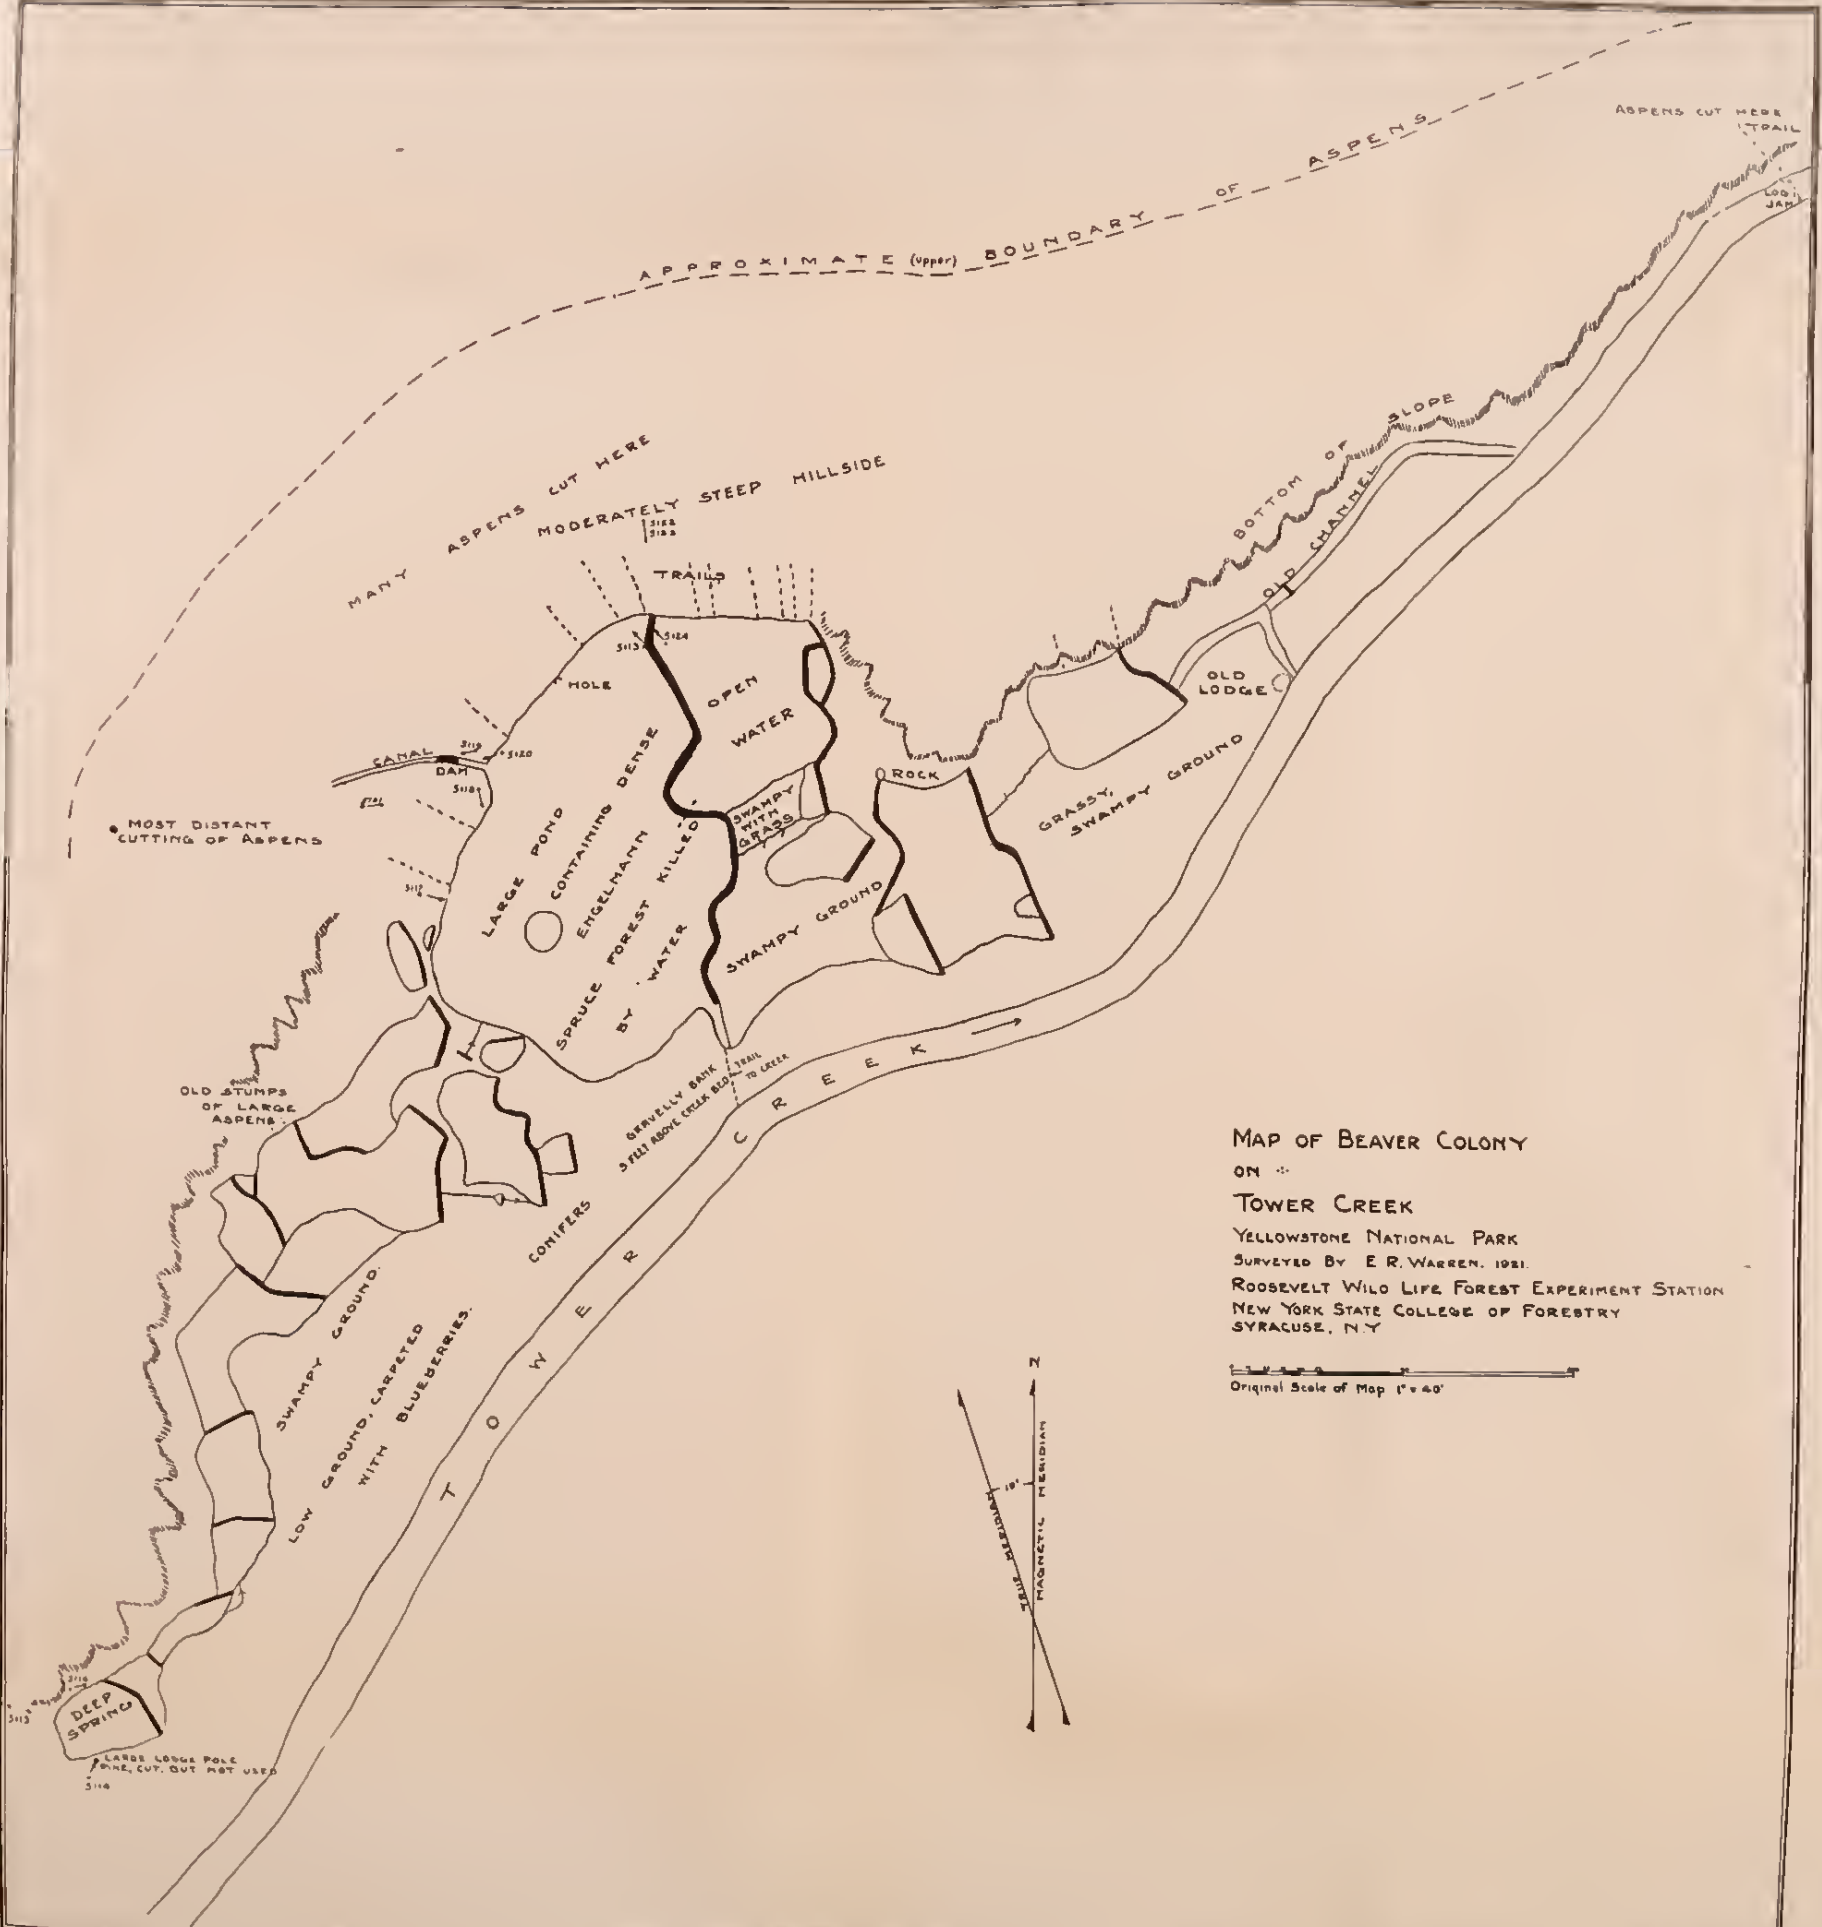 ASPENS CUT HERE
TRAIL
LOG
JAM
APPROXIMATE (upper) BOUNDARY OF ASPENS
MANY ASPENS CUT HERE
MODERATELY STEEP HILLSIDE
TRAILS
5124
HOLE
OPEN
WATER
CANAL
DAM
5120
MOST DISTANT
CUTTING OF ASPENS
LARGE POND
CONTAINING DENSE
ENGELMANN
SPRUCE FOREST KILLED
BY WATER
SWAMPY
WITH
GRASS
SWAMPY GROUND
ROCK
BOTTOM OF SLOPE
OLD CHANNEL
OLD
LODGE
GRASSY,
SWAMPY GROUND
OLD STUMPS
OF LARGE
ASPENS
GRAVELLY BANK
3 FEET ABOVE CREEK BED
TRAIL
TO CREEK
CONIFERS
TOWER CREEK
SWAMPY GROUND.
LOW GROUND, CARPETED
WITH BLUEBERRIES.
DEEP
SPRING
LARGE LODGE POLE
PINE, CUT, BUT NOT USED
MAP OF BEAVER COLONY
ON
TOWER CREEK
YELLOWSTONE NATIONAL PARK
SURVEYED BY E R. WARREN. 1921.
ROOSEVELT WILD LIFE FOREST EXPERIMENT STATION
NEW YORK STATE COLLEGE OF FORESTRY
SYRACUSE, N.Y
Original Scale of Map 1" = 40'
N
TRUE MERIDIAN
MAGNETIC MERIDIAN